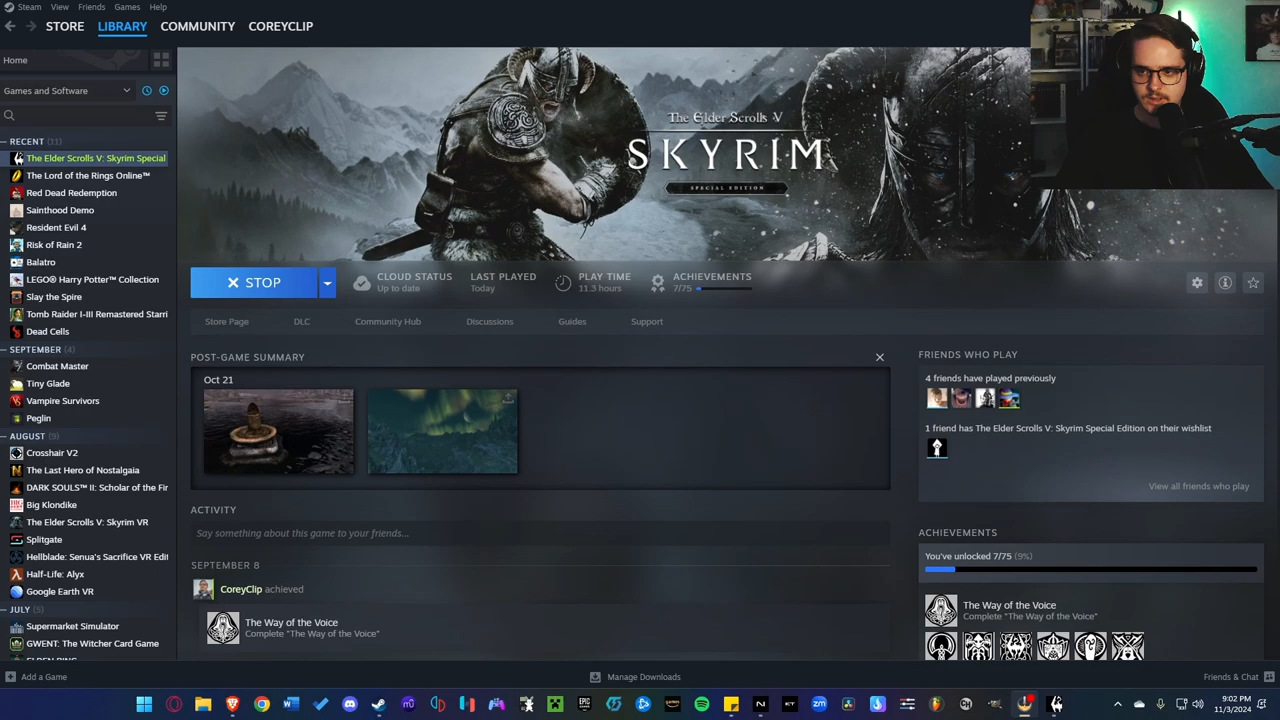 Steam View Friends Games Help
STORE LIBRARY COMMUNITY COREYCLIP
Home
Games and Software
RECENT (11)
The Elder Scrolls V: Skyrim Special
The Lord of the Rings Online™
Red Dead Redemption
Sainthood Demo
Resident Evil 4
Risk of Rain 2
Balatro
LEGO® Harry Potter™ Collection
Slay the Spire
Tomb Raider I-III Remastered Starri
Dead Cells
SEPTEMBER (4)
Combat Master
Tiny Glade
Vampire Survivors
Peglin
AUGUST (9)
Crosshair V2
The Last Hero of Nostalgaia
DARK SOULS™ II: Scholar of the Fir
Big Klondike
The Elder Scrolls V: Skyrim VR
Splitgate
Hellblade: Senua's Sacrifice VR Edit
Half-Life: Alyx
Google Earth VR
JULY (5)
Supermarket Simulator
GWENT: The Witcher Card Game
ELDEN RING
Add a Game
The Elder Scrolls V
SKYRIM
SPECIAL EDITION
STOP
CLOUD STATUS
Up to date
LAST PLAYED
Today
PLAY TIME
11.3 hours
ACHIEVEMENTS
7/75
Store Page DLC Community Hub Discussions Guides Support
POST-GAME SUMMARY
Oct 21
ACTIVITY
Say something about this game to your friends...
SEPTEMBER 8
CoreyClip achieved
The Way of the Voice
Complete "The Way of the Voice"
FRIENDS WHO PLAY
4 friends have played previously
1 friend has The Elder Scrolls V: Skyrim Special Edition on their wishlist
View all friends who play
ACHIEVEMENTS
You've unlocked 7/75 (9%)
The Way of the Voice
Complete "The Way of the Voice"
Manage Downloads
Friends & Chat
9:02 PM
11/3/2024